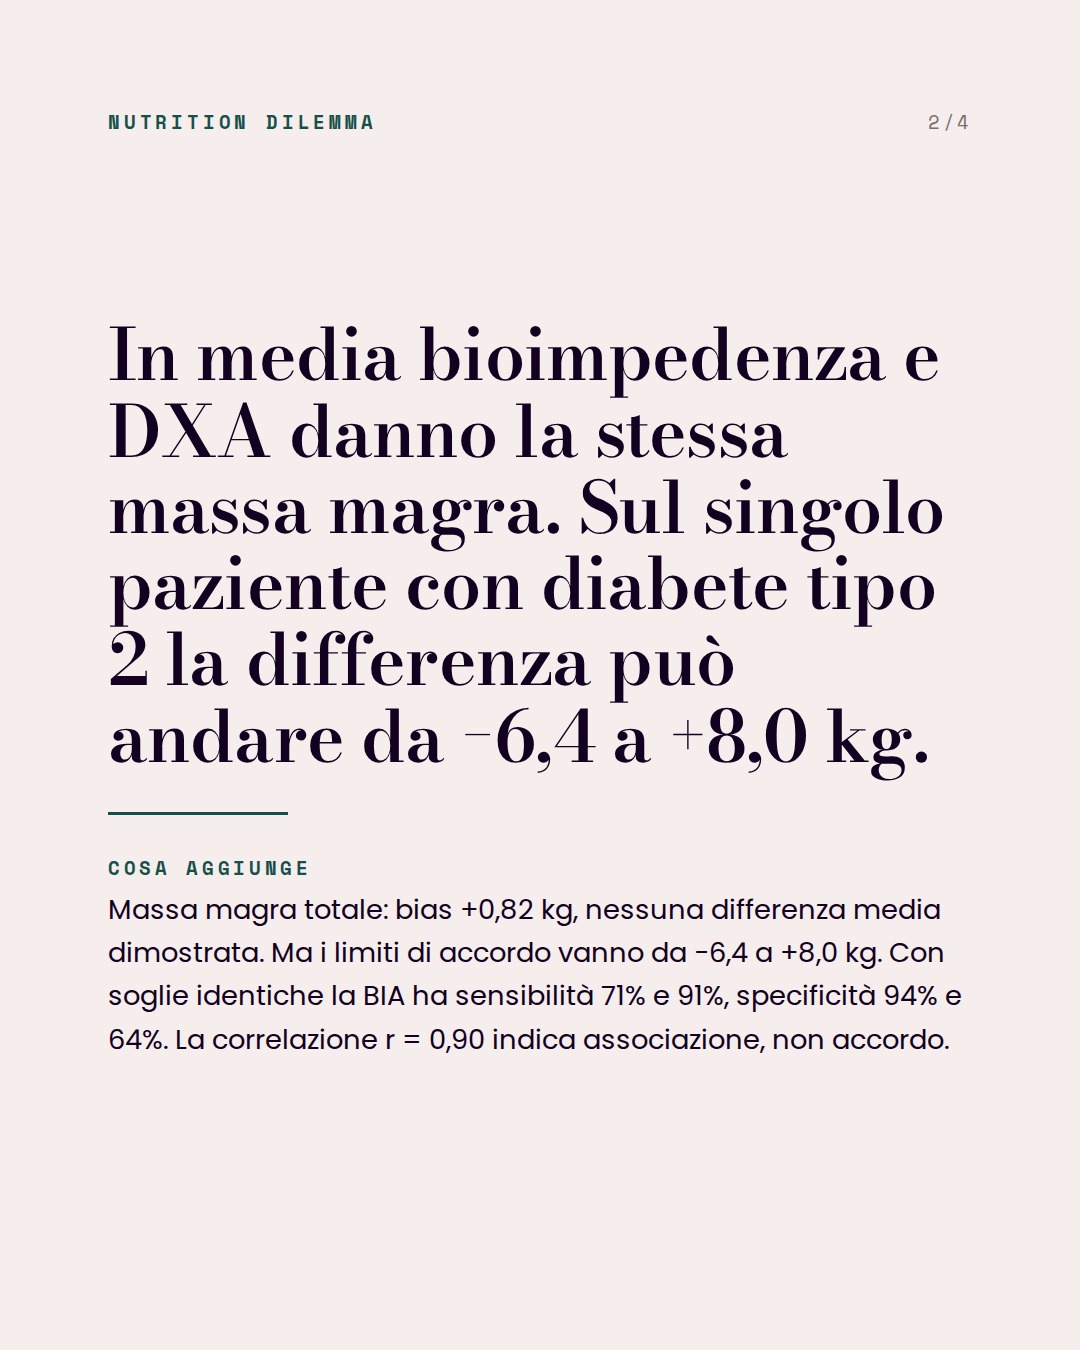 NUTRITION DILEMMA
2/4
In media bioimpedenza e
DXA danno la stessa
massa magra. Sul singolo
paziente con diabete tipo
2 la differenza può
andare da −6,4 a +8,0 kg.
COSA AGGIUNGE
Massa magra totale: bias +0,82 kg, nessuna differenza media
dimostrata. Ma i limiti di accordo vanno da −6,4 a +8,0 kg. Con
soglie identiche la BIA ha sensibilità 71% e 91%, specificità 94% e
64%. La correlazione r = 0,90 indica associazione, non accordo.